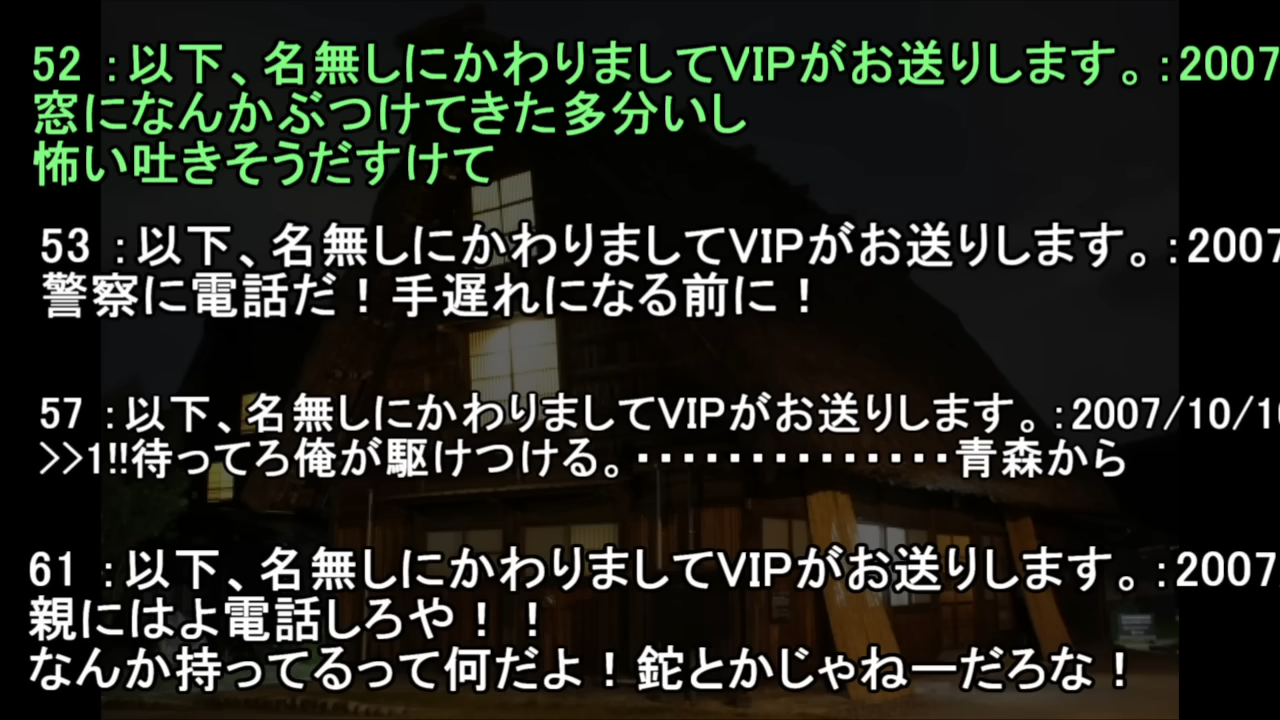 52 :以下、名無しにかわりましてVIPがお送りします。:2007
窓になんかぶつけてきた多分いし
怖い吐きそうだすけて
53 :以下、名無しにかわりましてVIPがお送りします。:2007
警察に電話だ！手遅れになる前に！
57 :以下、名無しにかわりましてVIPがお送りします。:2007/10/1
>>1!!待ってろ俺が駆けつける。・・・・・・・・・・・・・・青森から
61 :以下、名無しにかわりましてVIPがお送りします。:2007
親にはよ電話しろや！！
なんか持ってるって何だよ！鉈とかじゃねーだろな！